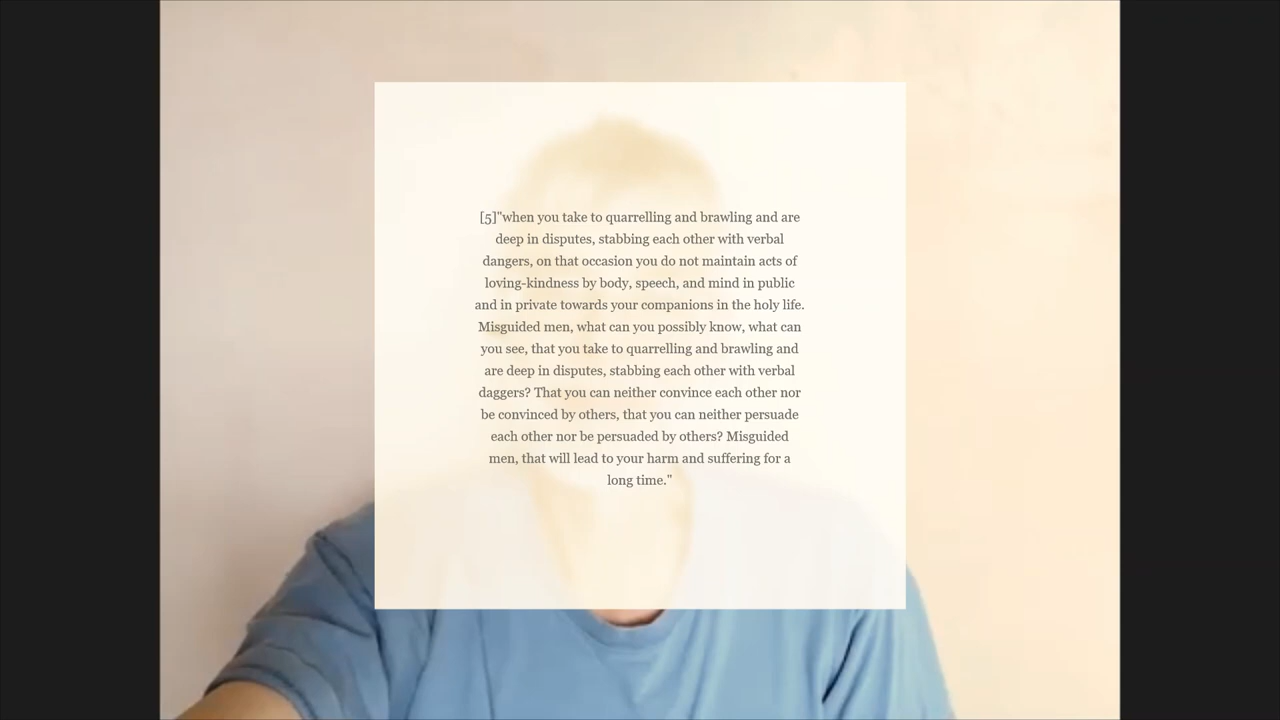 [5]"when you take to quarrelling and brawling and are
deep in disputes, stabbing each other with verbal
dangers, on that occasion you do not maintain acts of
loving-kindness by body, speech, and mind in public
and in private towards your companions in the holy life.
Misguided men, what can you possibly know, what can
you see, that you take to quarrelling and brawling and
are deep in disputes, stabbing each other with verbal
daggers? That you can neither convince each other nor
be convinced by others, that you can neither persuade
each other nor be persuaded by others? Misguided
men, that will lead to your harm and suffering for a
long time."